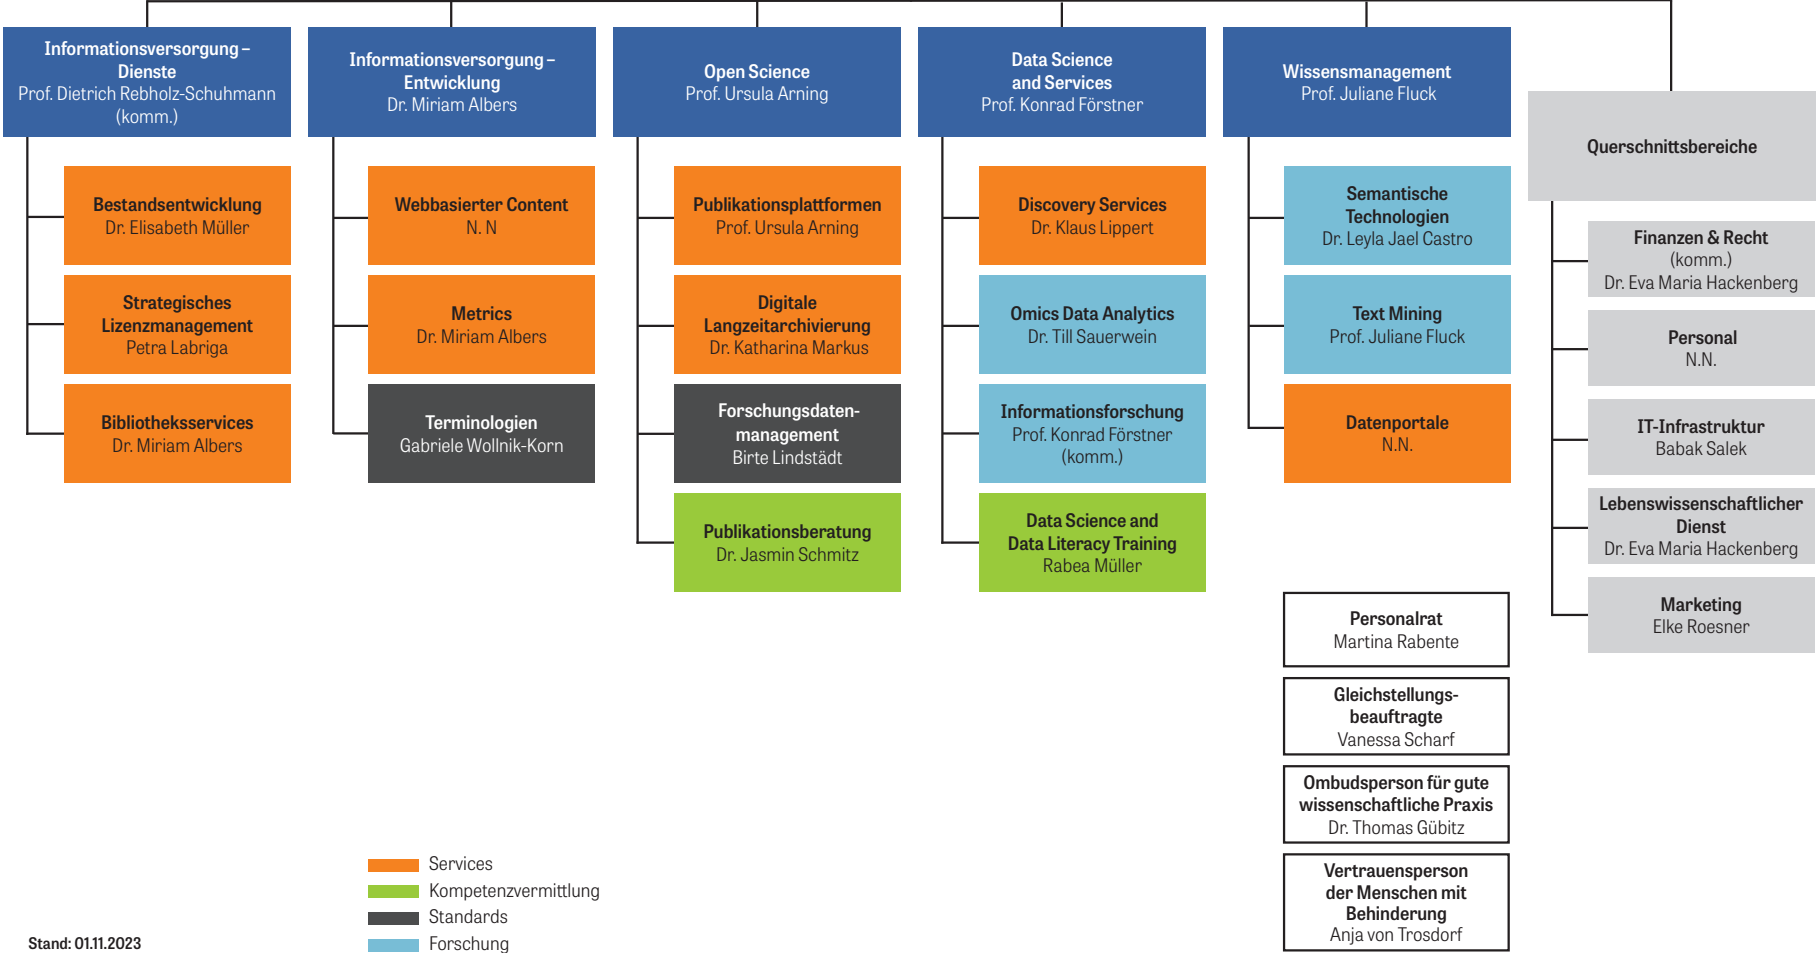 Informationsversorgung –
Dienste
Prof. Dietrich Rebholz-Schuhmann
(komm.)
Bestandsentwicklung
Dr. Elisabeth Müller
Strategisches
Lizenzmanagement
Petra Labriga
Bibliotheksservices
Dr. Miriam Albers
Informationsversorgung –
Entwicklung
Dr. Miriam Albers
Webbasierter Content
N. N
Metrics
Dr. Miriam Albers
Terminologien
Gabriele Wollnik-Korn
Open Science
Prof. Ursula Arning
Publikationsplattformen
Prof. Ursula Arning
Digitale
Langzeitarchivierung
Dr. Katharina Markus
Forschungsdaten-
management
Birte Lindstädt
Publikationsberatung
Dr. Jasmin Schmitz
Data Science
and Services
Prof. Konrad Förstner
Discovery Services
Dr. Klaus Lippert
Omics Data Analytics
Dr. Till Sauerwein
Informationsforschung
Prof. Konrad Förstner
(komm.)
Data Science and
Data Literacy Training
Rabea Müller
Wissensmanagement
Prof. Juliane Fluck
Semantische
Technologien
Dr. Leyla Jael Castro
Text Mining
Prof. Juliane Fluck
Datenportale
N.N.
Querschnittsbereiche
Finanzen & Recht
(komm.)
Dr. Eva Maria Hackenberg
Personal
N.N.
IT-Infrastruktur
Babak Salek
Lebenswissenschaftlicher
Dienst
Dr. Eva Maria Hackenberg
Marketing
Elke Roesner
Personalrat
Martina Rabente
Gleichstellungs-
beauftragte
Vanessa Scharf
Ombudsperson für gute
wissenschaftliche Praxis
Dr. Thomas Gübitz
Vertrauensperson
der Menschen mit
Behinderung
Anja von Trosdorf
Services
Kompetenzvermittlung
Standards
Forschung
Stand: 01.11.2023